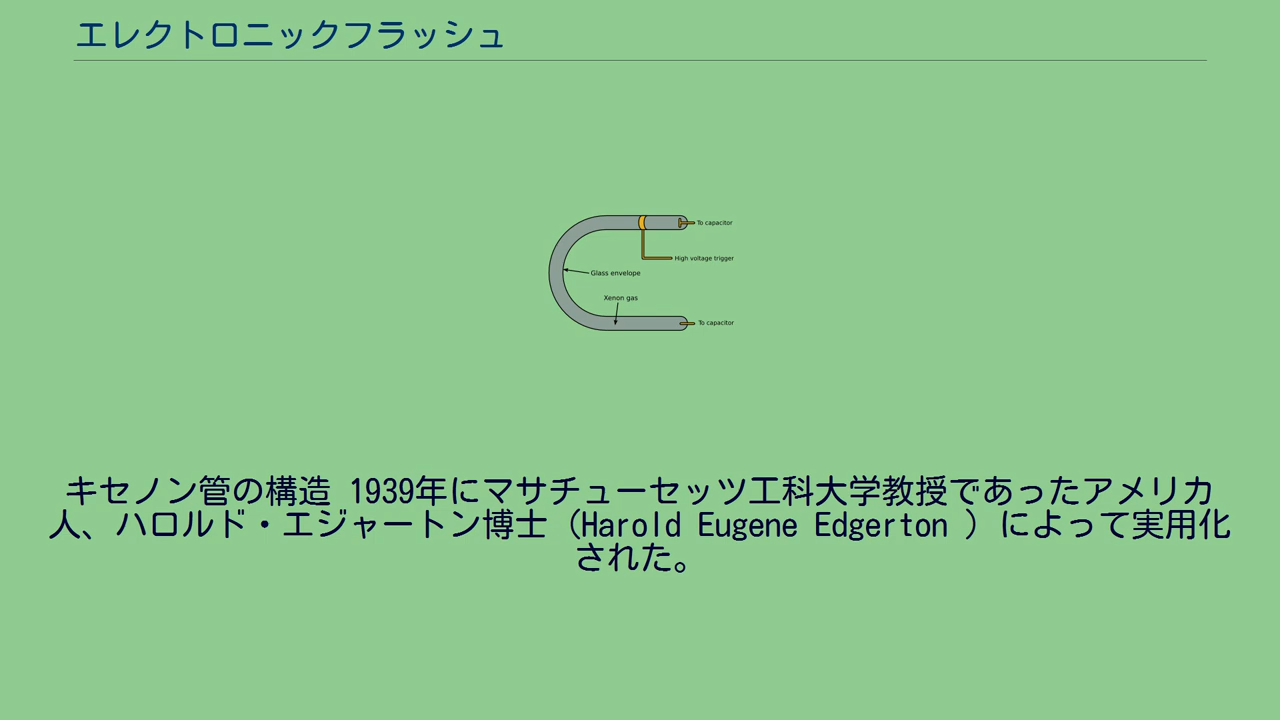 エレクトロニックフラッシュ
To capacitor
High voltage trigger
Glass envelope
Xenon gas
To capacitor
キセノン管の構造 1939年にマサチューセッツ工科大学教授であったアメリカ
人、ハロルド・エジャートン博士（Harold Eugene Edgerton ）によって実用化
された。